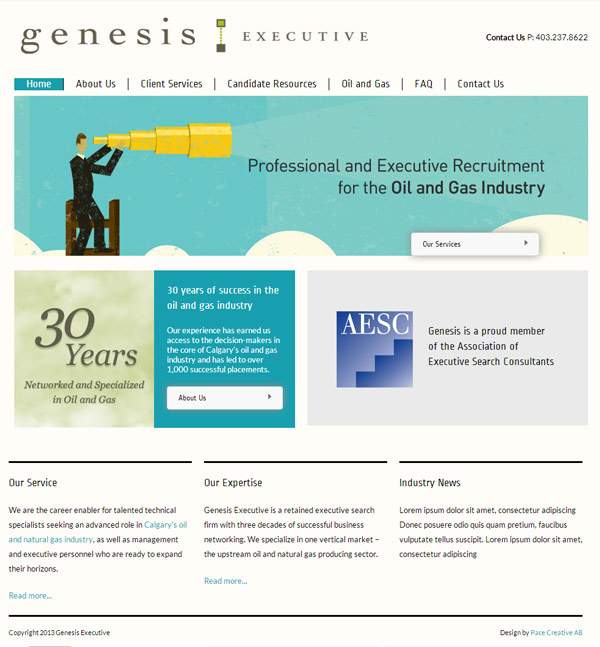 genesis EXECUTIVE
Contact Us P: 403.237.8622
Home About Us Client Services Candidate Resources Oil and Gas FAQ Contact Us
Professional and Executive Recruitment
for the Oil and Gas Industry
Our Services
30
Years
Networked and Specialized
in Oil and Gas
30 years of success in the
oil and gas industry
Our experience has earned us
access to the decision-makers in
the core of Calgary's oil and gas
industry and has led to over
1,000 successful placements.
About Us
AESC
Genesis is a proud member
of the Association of
Executive Search Consultants
Our Service
We are the career enabler for talented technical
specialists seeking an advanced role in Calgary's oil
and natural gas industry, as well as management
and executive personnel who are ready to expand
their horizons.
Read more...
Our Expertise
Genesis Executive is a retained executive search
firm with three decades of successful business
networking. We specialize in one vertical market –
the upstream oil and natural gas producing sector.
Read more...
Industry News
Lorem ipsum dolor sit amet, consectetur adipiscing
Donec posuere odio quis quam pretium, faucibus
vulputate tellus suscipit. Lorem ipsum dolor sit amet,
consectetur adipiscing
Copyright 2013 Genesis Executive
Design by Pace Creative AB